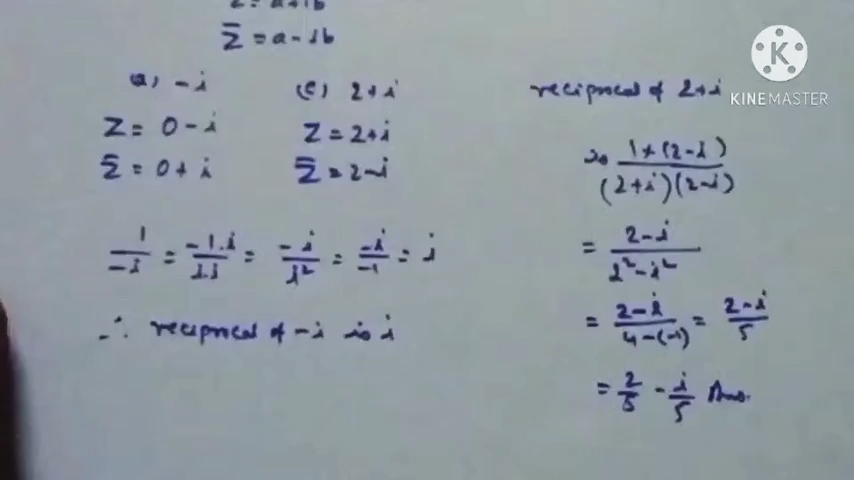 z = a+ib
z̄ = a-ib
(a) -i
z = 0-i
z̄ = 0+i
(c) 2+i
z = 2+i
z̄ = 2-i
1/-i = -1.i/i.i = -i/i² = -i/-1 = i
∴ reciprocal of -i is i
reciprocal of 2+i
is 1×(2-i)/(2+i)(2-i)
= 2-i/2²-i²
= 2-i/4-(-1) = 2-i/5
= 2/5 - i/5 Ans.
KINEMASTER